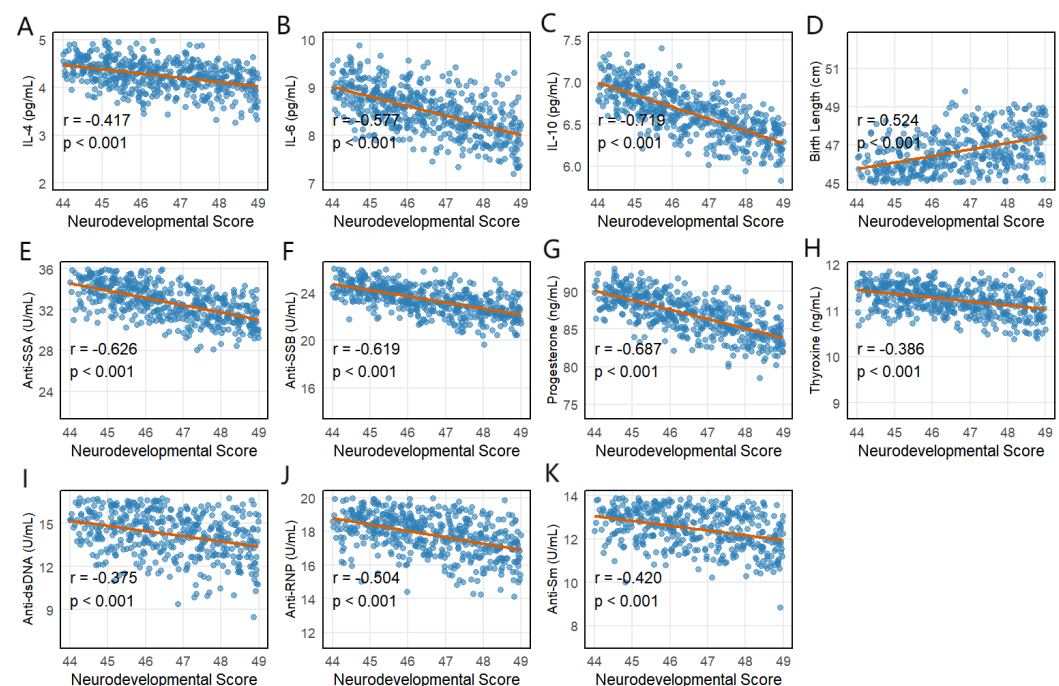 A
IL-4 (pg/mL)
5
4
3
2
r = -0.417
p < 0.001
44 45 46 47 48 49
Neurodevelopmental Score
B
IL-6 (pg/mL)
10
9
8
7
r = -0.577
p < 0.001
44 45 46 47 48 49
Neurodevelopmental Score
C
IL-10 (pg/mL)
7.5
7.0
6.5
6.0
r = -0.719
p < 0.001
44 45 46 47 48 49
Neurodevelopmental Score
D
Birth Length (cm)
51
49
47
45
r = 0.524
p < 0.001
44 45 46 47 48 49
Neurodevelopmental Score
E
Anti-SSA (U/mL)
36
32
28
24
r = -0.626
p < 0.001
44 45 46 47 48 49
Neurodevelopmental Score
F
Anti-SSB (U/mL)
24
20
16
r = -0.619
p < 0.001
44 45 46 47 48 49
Neurodevelopmental Score
G
Progesterone (ng/mL)
90
85
80
75
r = -0.687
p < 0.001
44 45 46 47 48 49
Neurodevelopmental Score
H
Thyroxine (ng/mL)
12
11
10
9
r = -0.386
p < 0.001
44 45 46 47 48 49
Neurodevelopmental Score
I
Anti-dsDNA (U/mL)
15
12
9
r = -0.375
p < 0.001
44 45 46 47 48 49
Neurodevelopmental Score
J
Anti-RNP (U/mL)
20
18
16
14
12
r = -0.504
p < 0.001
44 45 46 47 48 49
Neurodevelopmental Score
K
Anti-Sm (U/mL)
14
12
10
8
r = -0.420
p < 0.001
44 45 46 47 48 49
Neurodevelopmental Score